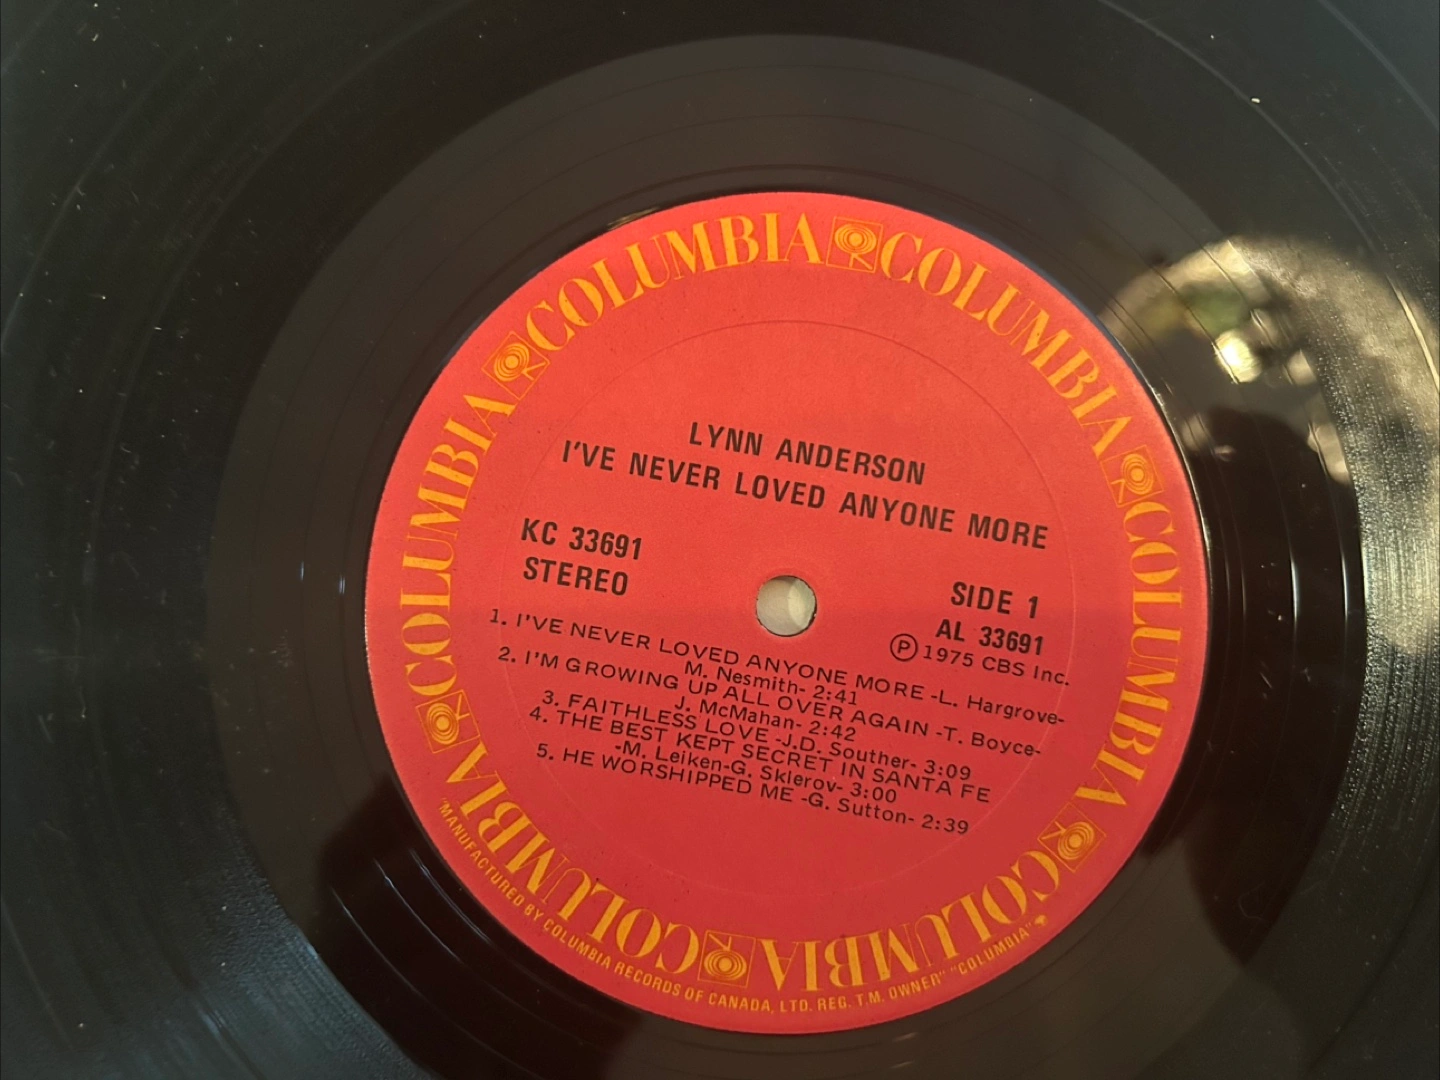 COLUMBIA COLUMBIA COLUMBIA COLUMBIA COLUMBIA COLUMBIA
LYNN ANDERSON
I'VE NEVER LOVED ANYONE MORE
KC 33691
STEREO
SIDE 1
AL 33691
Ⓟ 1975 CBS Inc.
1. I'VE NEVER LOVED ANYONE MORE -L. Hargrove-
M. Nesmith- 2:41
2. I'M GROWING UP ALL OVER AGAIN -T. Boyce-
J. McMahan- 2:42
3. FAITHLESS LOVE -J.D. Souther- 3:09
4. THE BEST KEPT SECRET IN SANTA FE
-M. Leiken-G. Sklerov- 3:00
5. HE WORSHIPPED ME -G. Sutton- 2:39
"MANUFACTURED BY COLUMBIA RECORDS OF CANADA, LTD. REG. T.M. OWNER" "COLUMBIA"